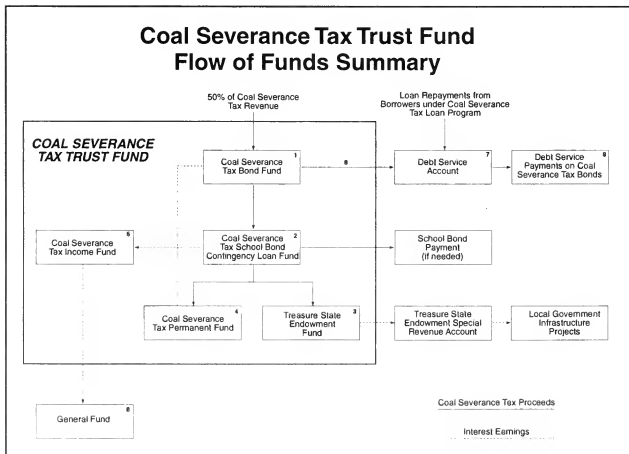 Coal Severance Tax Trust Fund
Flow of Funds Summary
50% of Coal Severance
Tax Revenue
Loan Repayments from
Borrowers under Coal Severance
Tax Loan Program
COAL SEVERANCE
TAX TRUST FUND
1
Coal Severance
Tax Bond Fund
6
7
Debt Service
Account
9
Debt Service
Payments on Coal
Severance Tax Bonds
5
Coal Severance
Tax Income Fund
2
Coal Severance
Tax School Bond
Contingency Loan Fund
School Bond
Payment
(if needed)
4
Coal Severance
Tax Permanent Fund
3
Treasure State
Endowment
Fund
Treasure State
Endowment Special
Revenue Account
Local Government
Infrastructure
Projects
General Fund
Coal Severance Tax Proceeds
Interest Earnings